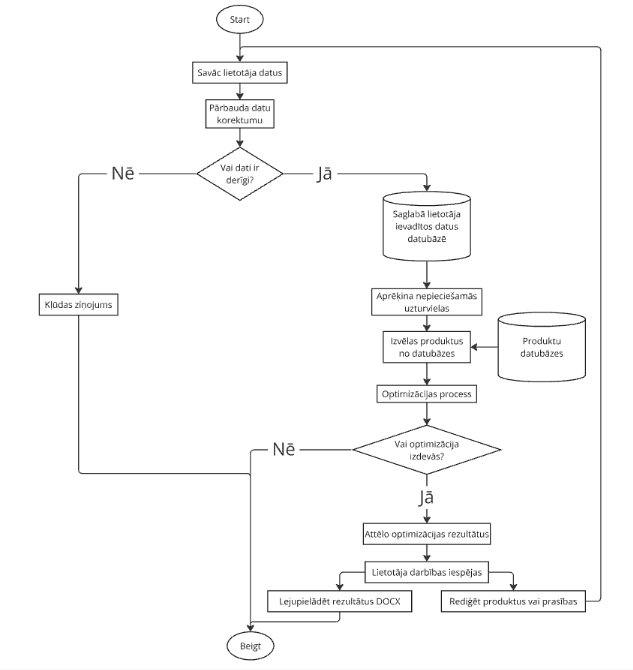 Start
Savāc lietotāja datus
Pārbauda datu
korektumu
Vai dati ir
derīgi?
Nē
Jā
Saglabā lietotāja
ievadītos datus
datubāzē
Kļūdas ziņojums
Aprēķina nepieciešamās
uzturvielas
Izvēlas produktus
no datubāzes
Produktu
datubāzes
Optimizācijas process
Vai optimizācija
izdevās?
Nē
Jā
Attēlo optimizācijas rezultātus
Lietotāja darbības iespējas
Lejupielādēt rezultātus DOCX
Rediģēt produktus vai prasības
Beigt